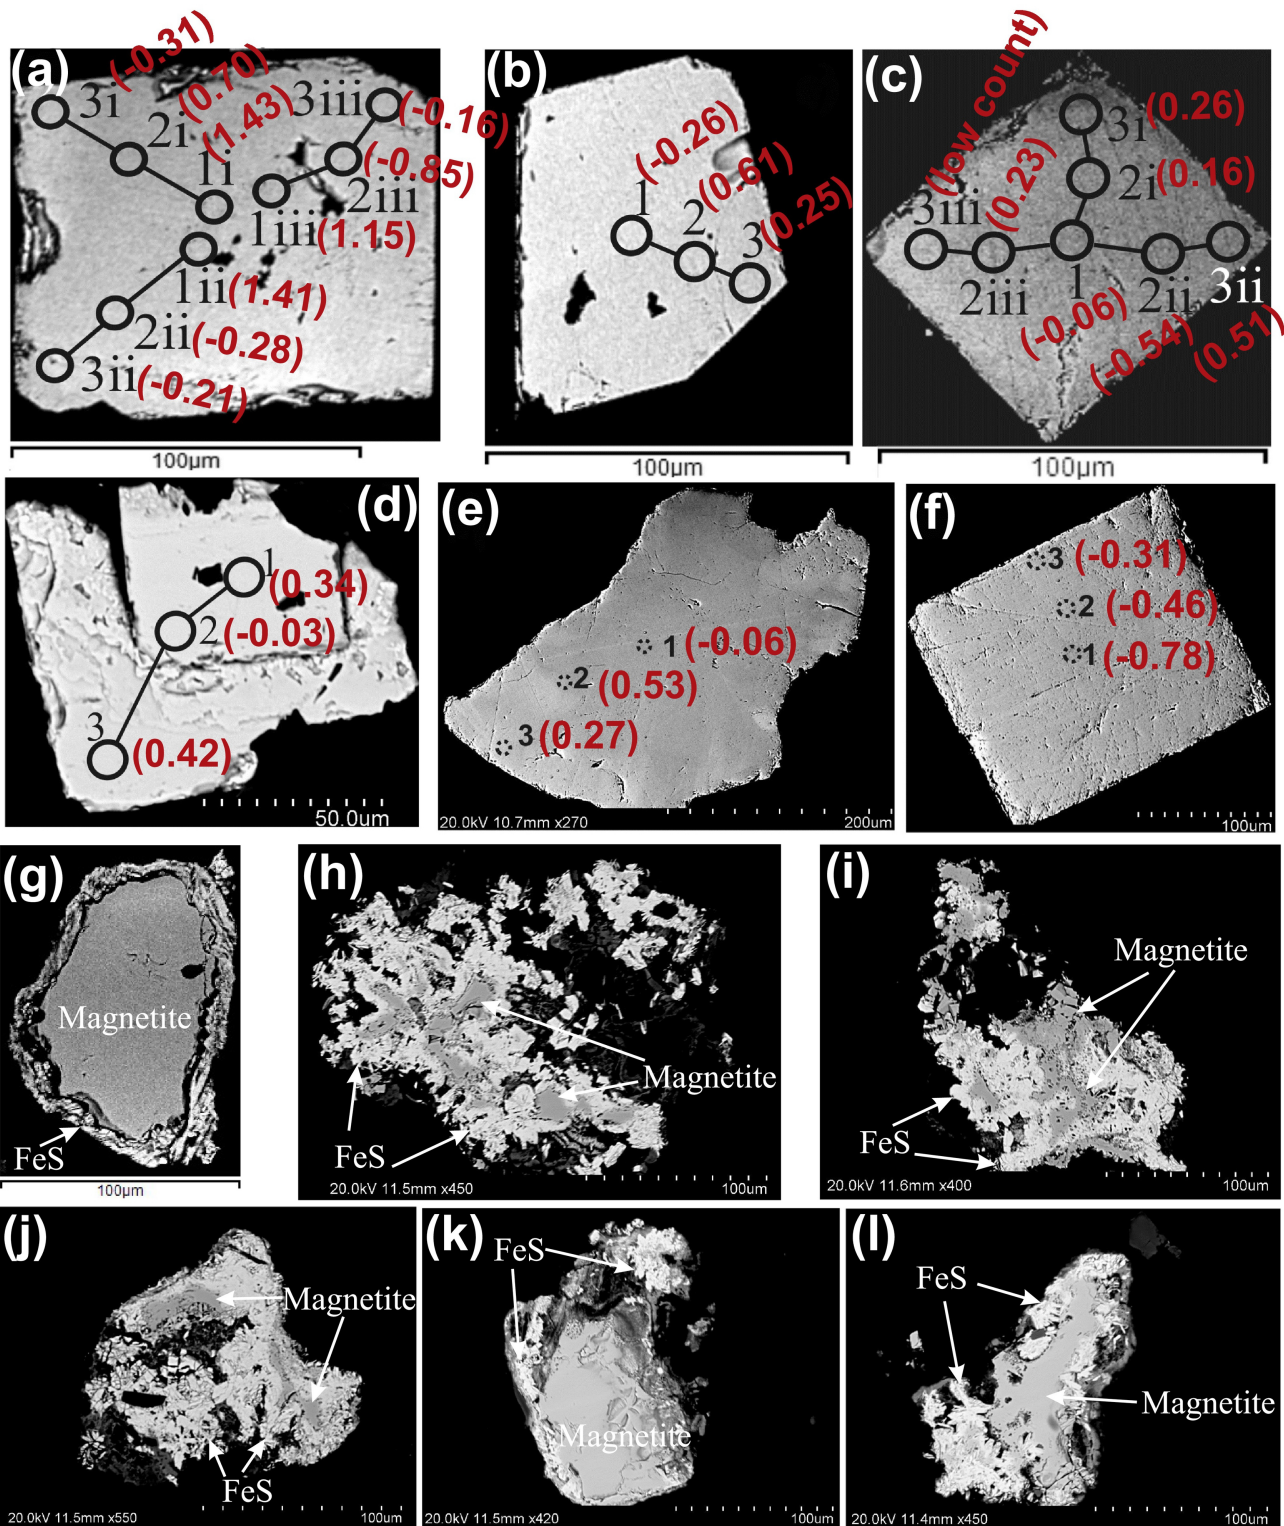 (a)
3i (-0.31)
2i (0.70)
1i (1.43)
3iii (-0.16)
2iii (-0.85)
1iii (1.15)
1ii (1.41)
2ii (-0.28)
3ii (-0.21)
100μm
(b)
1 (-0.26)
2 (0.61)
3 (0.25)
100μm
(c)
3i (0.26)
2i (0.16)
3iii (low count)
2iii (0.23)
1 (-0.06)
2ii (-0.54)
3ii (0.51)
100μm
(d)
1 (0.34)
2 (-0.03)
3 (0.42)
50.0um
(e)
1 (-0.06)
2 (0.53)
3 (0.27)
20.0kV 10.7mm x270 200um
(f)
3 (-0.31)
2 (-0.46)
1 (-0.78)
100um
(g)
Magnetite
FeS
100μm
(h)
Magnetite
FeS
20.0kV 11.5mm x450 100um
(i)
Magnetite
FeS
20.0kV 11.6mm x400 100um
(j)
Magnetite
FeS
20.0kV 11.5mm x550 100um
(k)
FeS
Magnetite
20.0kV 11.5mm x420 100um
(l)
FeS
Magnetite
20.0kV 11.4mm x450 100um